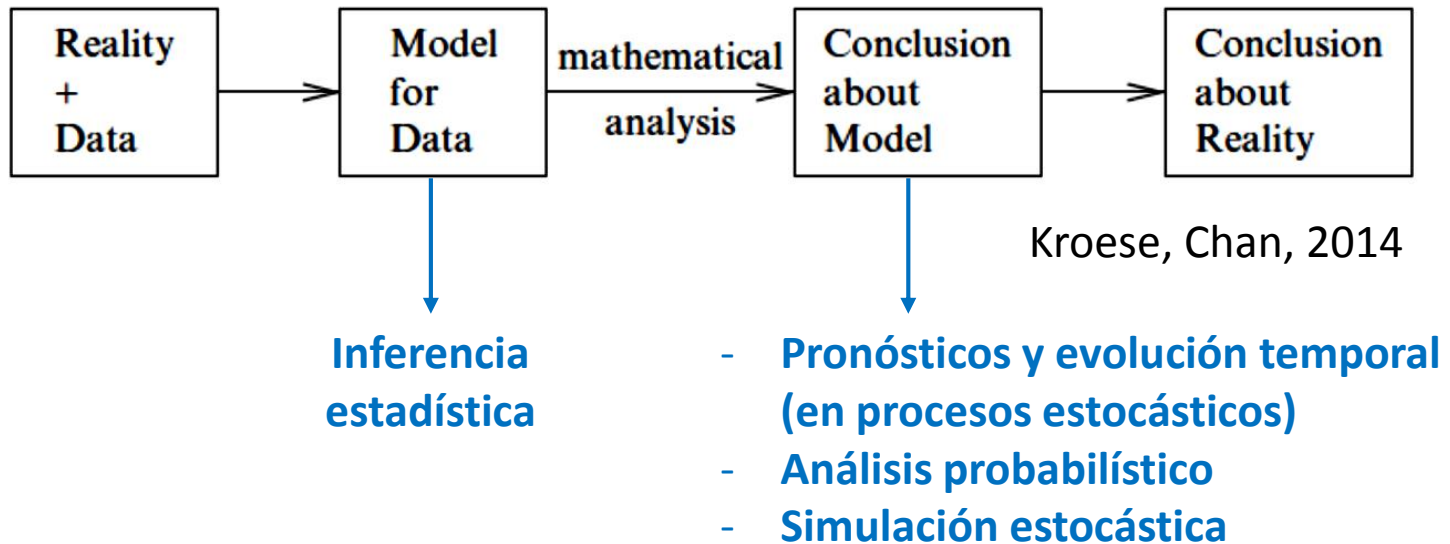 Reality
+
Data
Model
for
Data
mathematical
analysis
Conclusion
about
Model
Conclusion
about
Reality
Kroese, Chan, 2014
Inferencia
estadística
- Pronósticos y evolución temporal
(en procesos estocásticos)
- Análisis probabilístico
- Simulación estocástica